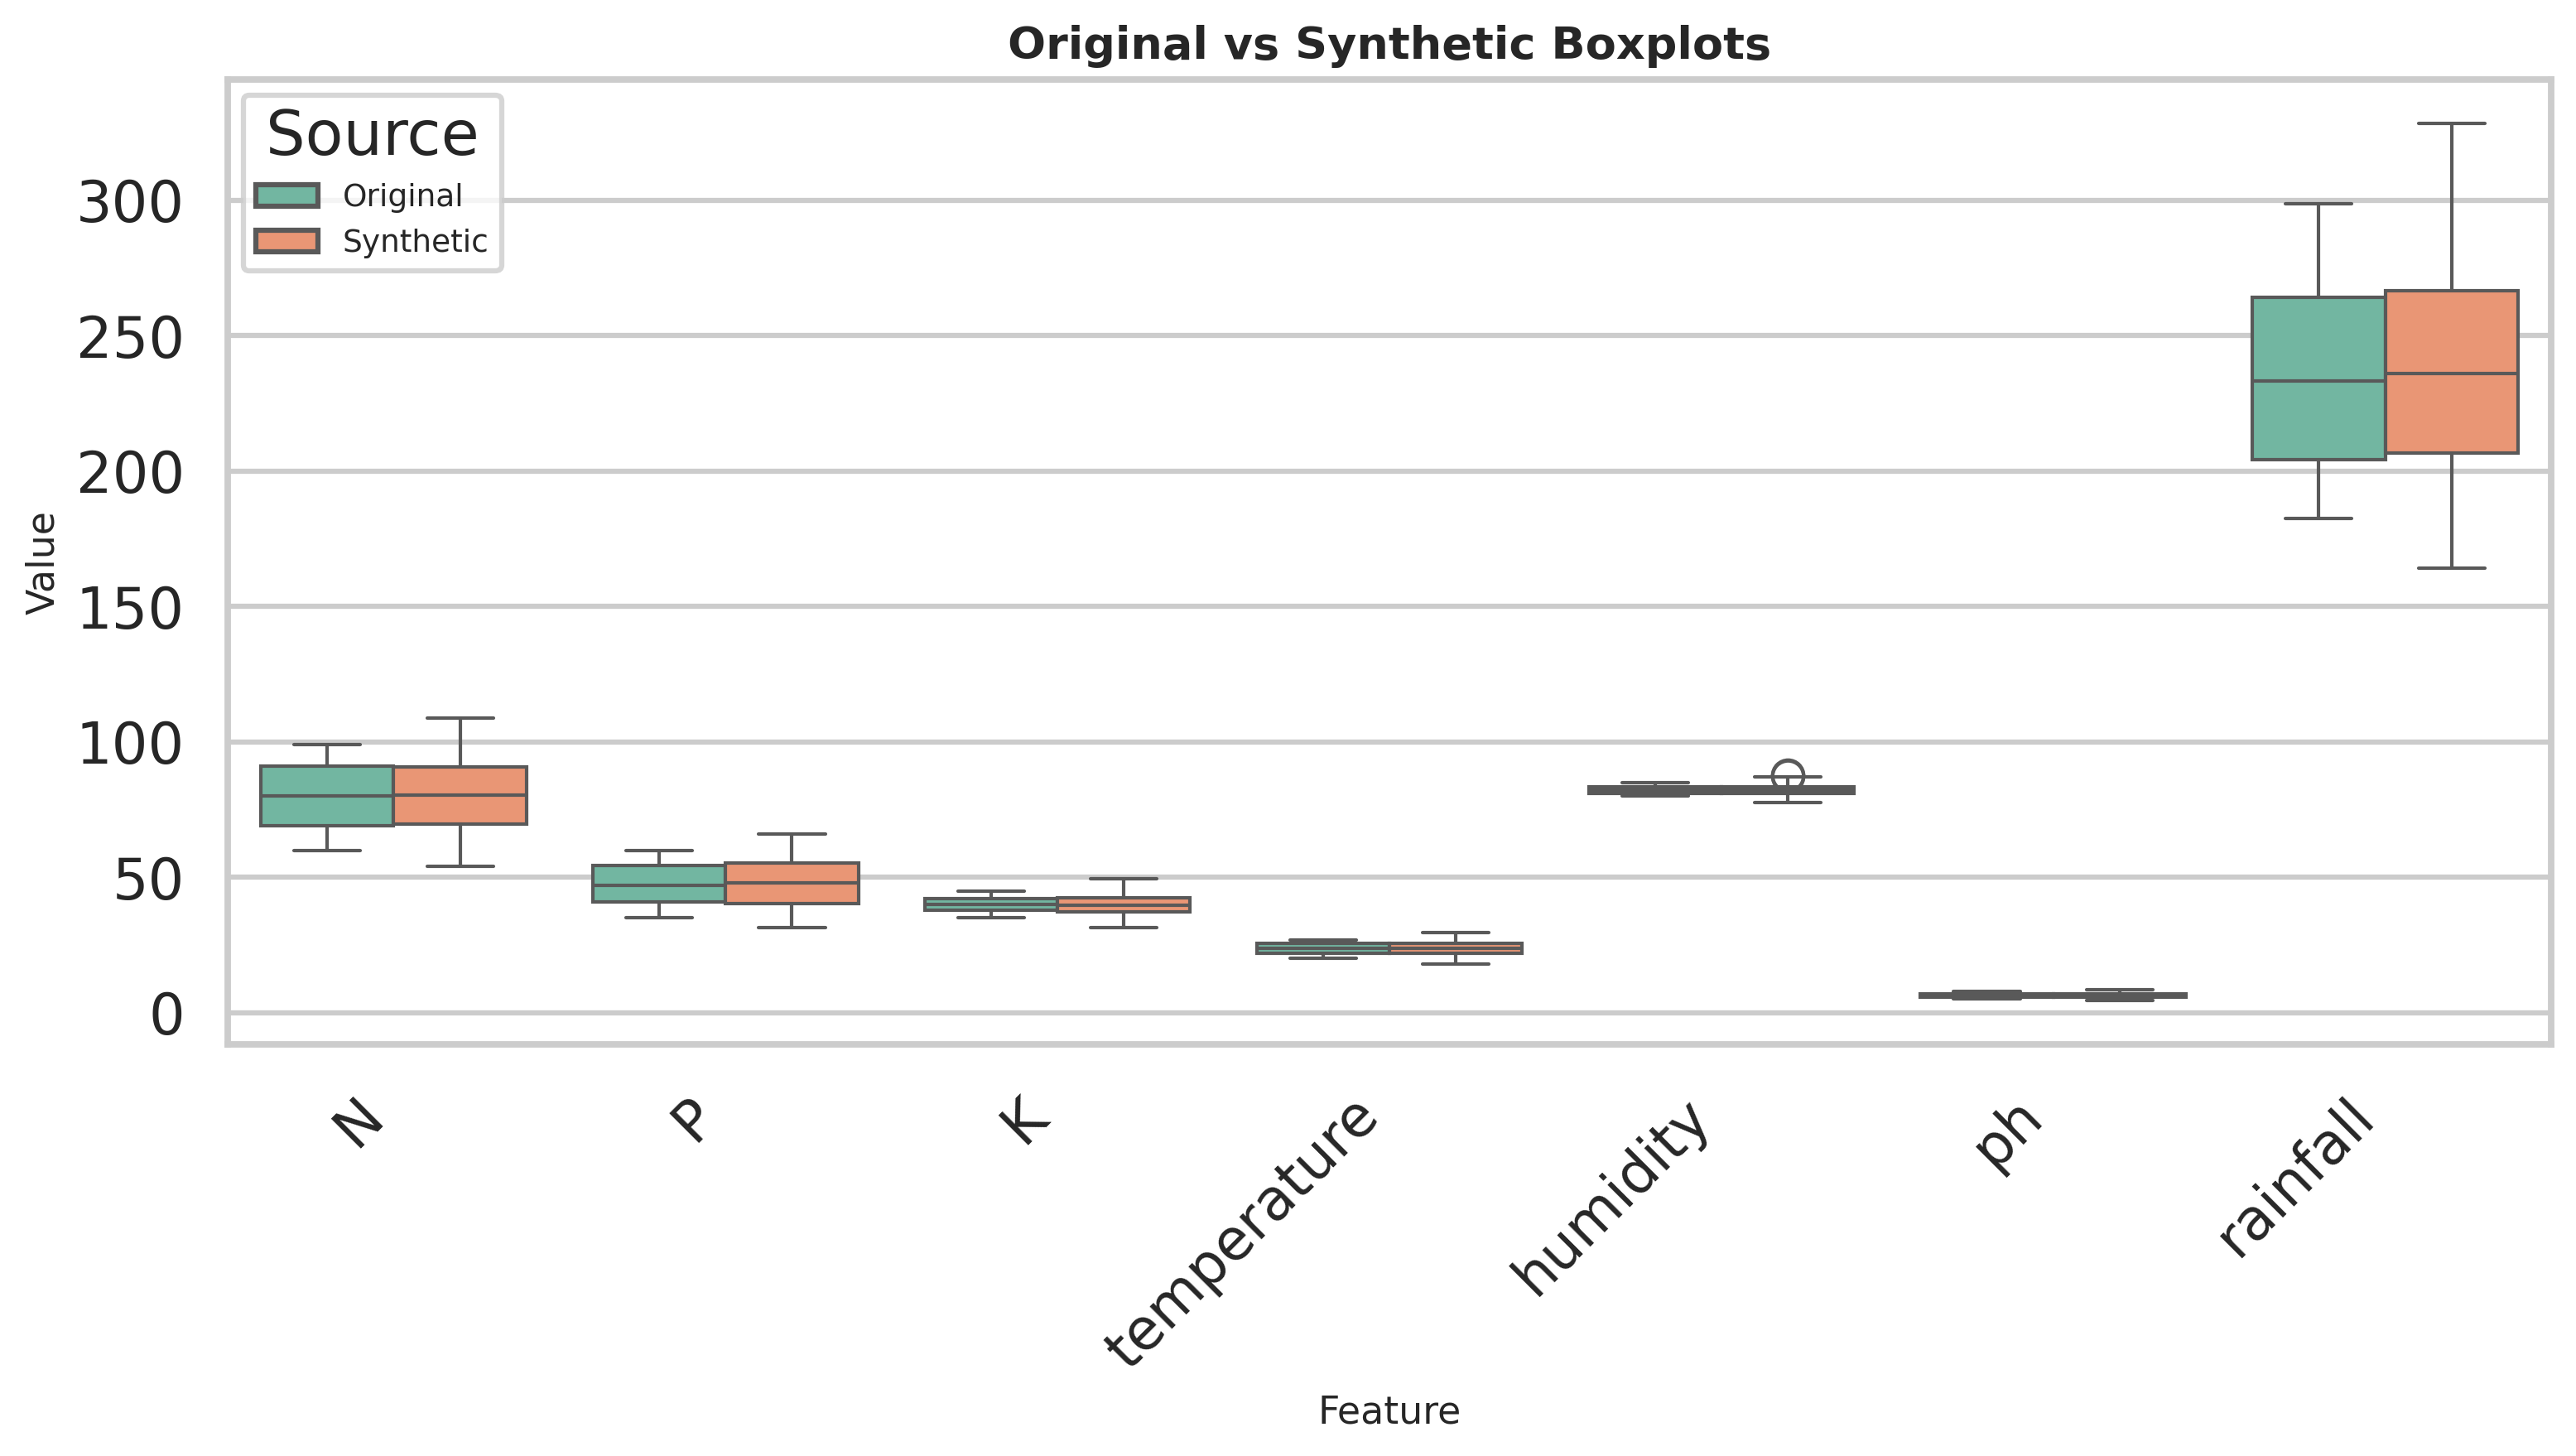 Original vs Synthetic Boxplots
Source
Original
Synthetic
Value
300
250
200
150
100
50
0
N
P
K
temperature
humidity
ph
rainfall
Feature